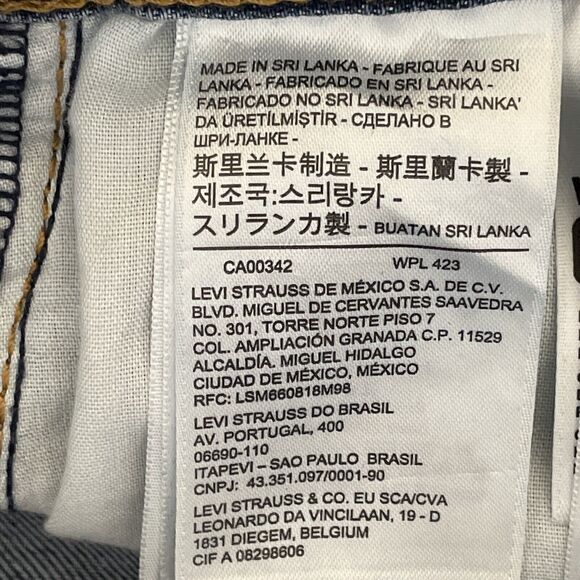 MADE IN SRI LANKA - FABRIQUE AU SRI
LANKA - FABRICADO EN SRI LANKA -
FABRICADO NO SRI LANKA - SRİ LANKA'
DA ÜRETİLMİŞTİR - СДЕЛАНО В
ШРИ-ЛАНКЕ -
斯里兰卡制造 - 斯里蘭卡製 -
제조국:스리랑카 -
スリランカ製 - BUATAN SRI LANKA
CA00342 WPL 423
LEVI STRAUSS DE MÉXICO S.A. DE C.V.
BLVD. MIGUEL DE CERVANTES SAAVEDRA
NO. 301, TORRE NORTE PISO 7
COL. AMPLIACIÓN GRANADA C.P. 11529
ALCALDÍA. MIGUEL HIDALGO
CIUDAD DE MÉXICO, MÉXICO
RFC: LSM660818M98
LEVI STRAUSS DO BRASIL
AV. PORTUGAL, 400
06690-110
ITAPEVI – SAO PAULO BRASIL
CNPJ: 43.351.097/0001-90
LEVI STRAUSS & CO. EU SCA/CVA
LEONARDO DA VINCILAAN, 19 - D
1831 DIEGEM, BELGIUM
CIF A 08298606